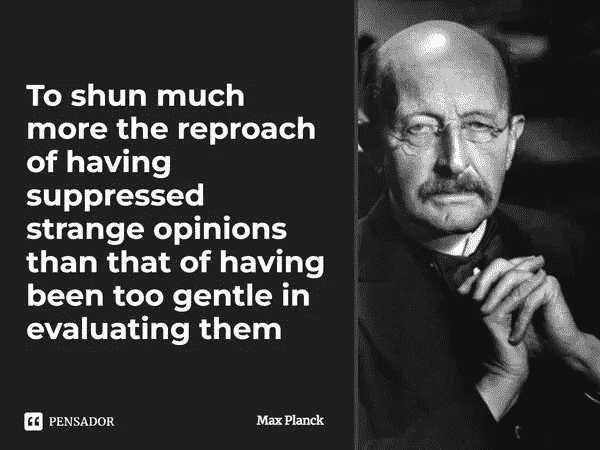 To shun much
more the reproach
of having
suppressed
strange opinions
than that of having
been too gentle in
evaluating them
PENSADOR
Max Planck